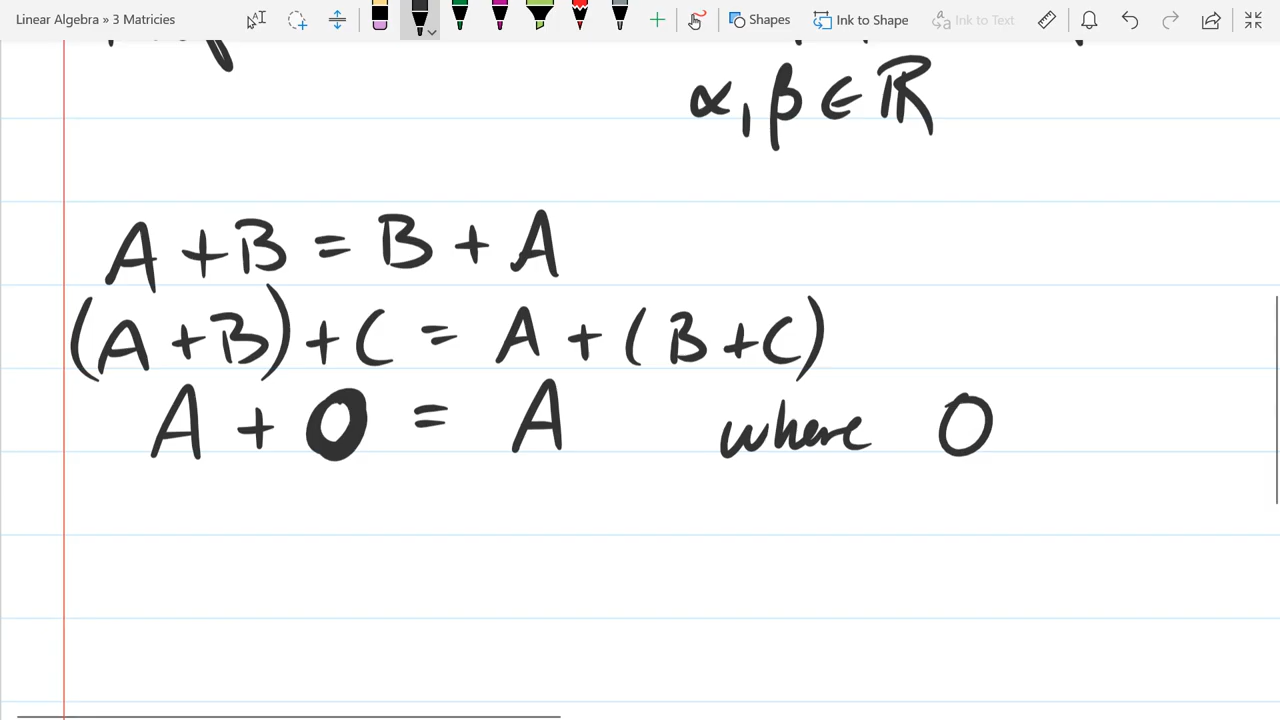 Linear Algebra » 3 Matricies Shapes Ink to Shape Ink to Text
α, β ∈ ℝ
A + B = B + A
(A + B) + C = A + (B + C)
A + 0 = A where 0